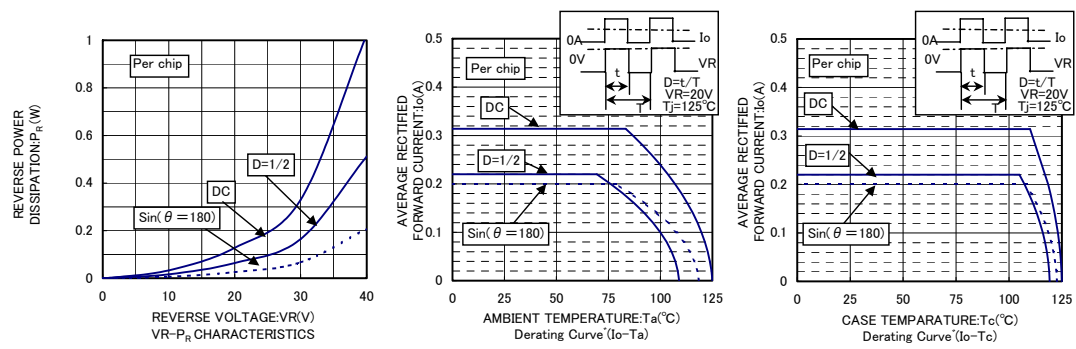 REVERSE POWER
DISSIPATION:PR (W)
1
0.8
0.6
0.4
0.2
0
Per chip
D=1/2
DC
Sin(θ=180)
0 10 20 30 40
REVERSE VOLTAGE:VR(V)
VR-PR CHARACTERISTICS
AVERAGE RECTIFIED
FORWARD CURRENT:Io(A)
0.5
0.4
0.3
0.2
0.1
0
Per chip
DC
D=1/2
Sin(θ=180)
0A
0V
Io
VR
t
T
D=t/T
VR=20V
Tj=125℃
0 25 50 75 100 125
AMBIENT TEMPERATURE:Ta(℃)
Derating Curve"(Io-Ta)
AVERAGE RECTIFIED
FORWARD CURRENT:Io(A)
0.5
0.4
0.3
0.2
0.1
0
Per chip
DC
D=1/2
Sin(θ=180)
0A
0V
Io
VR
t
T
D=t/T
VR=20V
Tj=125℃
0 25 50 75 100 125
CASE TEMPARATURE:Tc(℃)
Derating Curve"(Io-Tc)